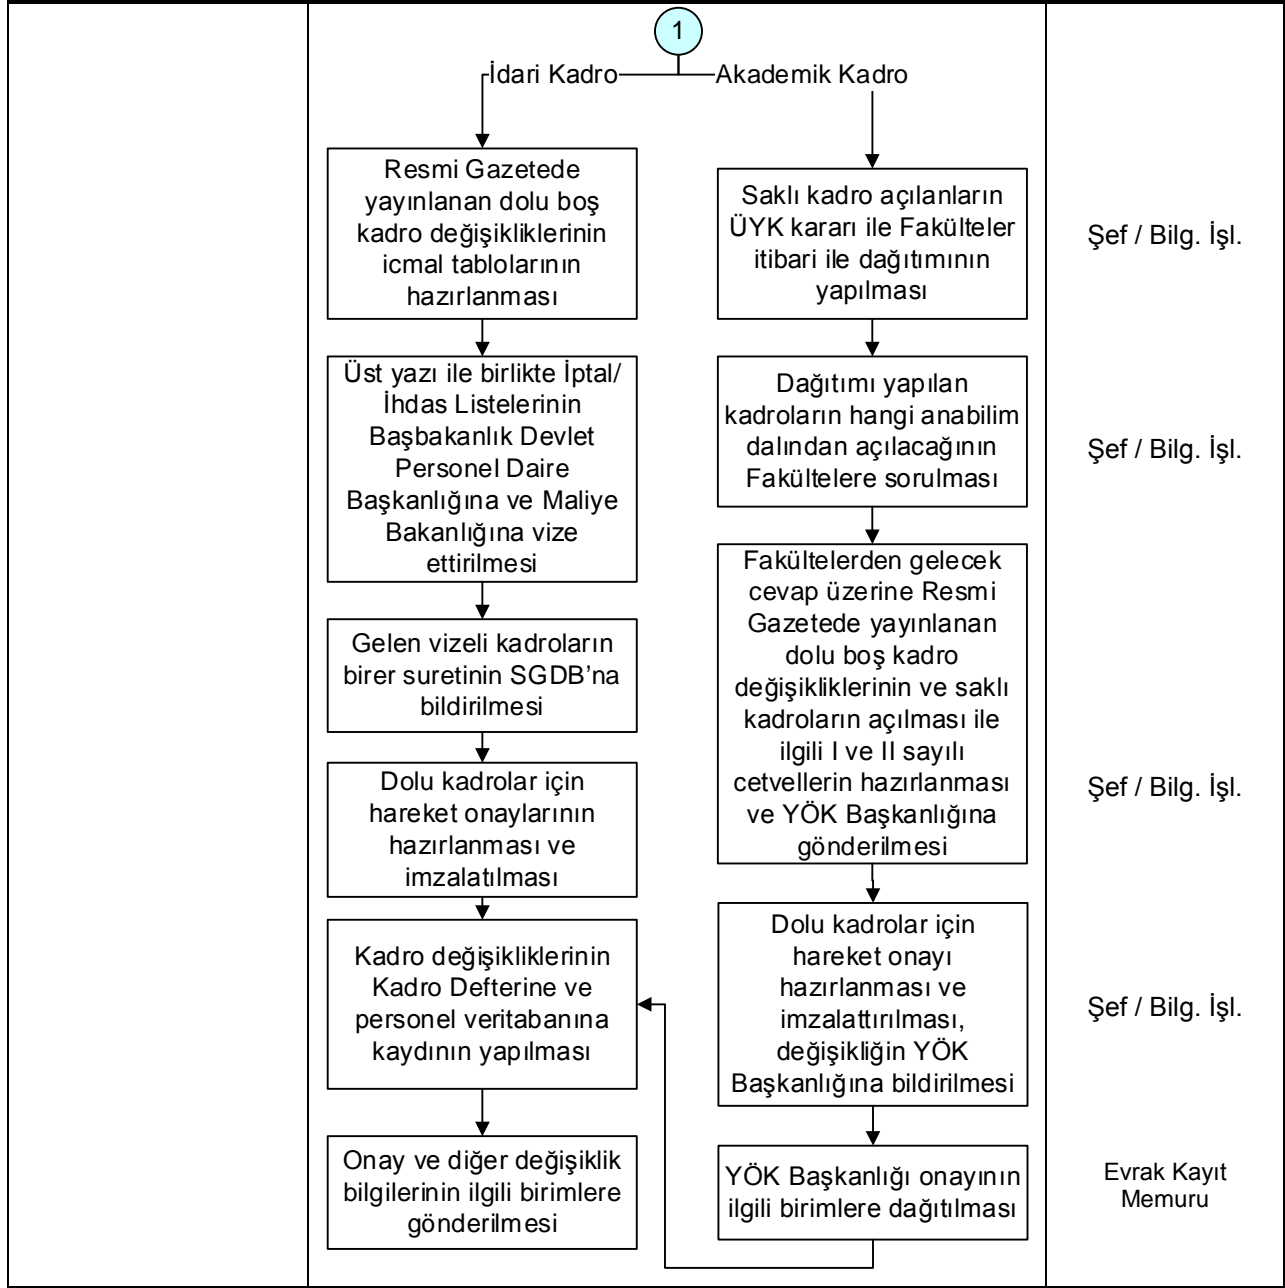 1
İdari Kadro
Akademik Kadro
Resmi Gazetede
yayınlanan dolu boş
kadro değişikliklerinin
icmal tablolarının
hazırlanması
Saklı kadro açılanların
ÜYK kararı ile Fakülteler
itibari ile dağıtımının
yapılması
Şef / Bilg. İşl.
Üst yazı ile birlikte İptal/
İhdas Listelerinin
Başbakanlık Devlet
Personel Daire
Başkanlığına ve Maliye
Bakanlığına vize
ettirilmesi
Dağıtımı yapılan
kadroların hangi anabilim
dalından açılacağının
Fakültelere sorulması
Şef / Bilg. İşl.
Gelen vizeli kadroların
birer suretinin SGDB’na
bildirilmesi
Dolu kadrolar için
hareket onaylarının
hazırlanması ve
imzalatılması
Fakültelerden gelecek
cevap üzerine Resmi
Gazetede yayınlanan
dolu boş kadro
değişikliklerinin ve saklı
kadroların açılması ile
ilgili I ve II sayılı
cetvellerin hazırlanması
ve YÖK Başkanlığına
gönderilmesi
Şef / Bilg. İşl.
Kadro değişikliklerinin
Kadro Defterine ve
personel veritabanına
kaydının yapılması
Dolu kadrolar için
hareket onayı
hazırlanması ve
imzalattırılması,
değişikliğin YÖK
Başkanlığına bildirilmesi
Şef / Bilg. İşl.
Onay ve diğer değişiklik
bilgilerinin ilgili birimlere
gönderilmesi
YÖK Başkanlığı onayının
ilgili birimlere dağıtılması
Evrak Kayıt
Memuru